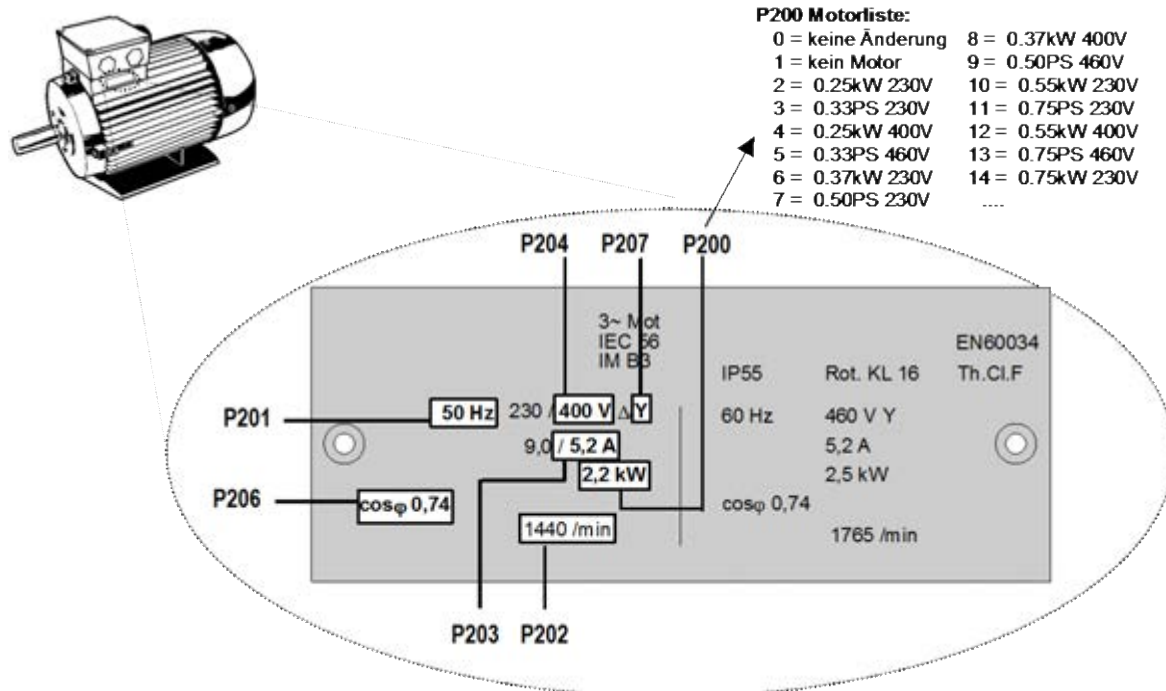 P200 Motorliste:
0 = keine Änderung
1 = kein Motor
2 = 0.25kW 230V
3 = 0.33PS 230V
4 = 0.25kW 400V
5 = 0.33PS 460V
6 = 0.37kW 230V
7 = 0.50PS 230V
8 = 0.37kW 400V
9 = 0.50PS 460V
10 = 0.55kW 230V
11 = 0.75PS 230V
12 = 0.55kW 400V
13 = 0.75PS 460V
14 = 0.75kW 230V
....
P204 P207 P200
3~ Mot
IEC 56
IM B3
EN60034
IP55 Rot. KL 16 Th.Cl.F
P201
50 Hz 230 / 400 V Δ Y
60 Hz 460 V Y
9,0 / 5,2 A
5,2 A
2,2 kW
2,5 kW
P206
cosφ 0,74
cosφ 0,74
1440 /min
1765 /min
P203 P202